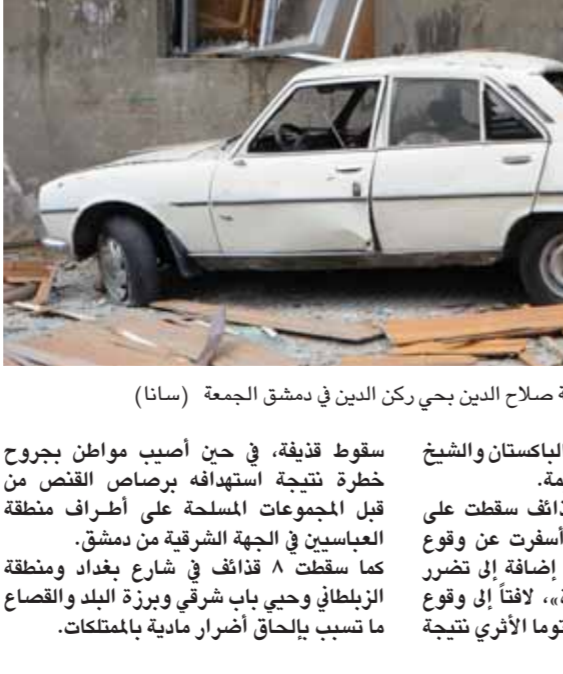 ة صلاح الدين بحي ركن الدين في دمشق الجمعة (سانا)
الباكستان والشيخ
مة.
ذائف سقطت على
أسفرت عن وقوع
إضافة إلى تضرر
ة»، لافتاً إلى وقوع
توما الأثري نتيجة
سقوط قذيفة، في حين أصيب مواطن بجروح
خطرة نتيجة استهدافه برصاص القنص من
قبل المجموعات المسلحة على أطــراف منطقة
العباسيين في الجهة الشرقية من دمشق.
كما سقطت ٨ قذائف في شارع بغداد ومنطقة
الزبلطاني وحيي باب شرقي وبرزة البلد والقصاع
ما تسبب بإلحاق أضرار مادية بالممتلكات.